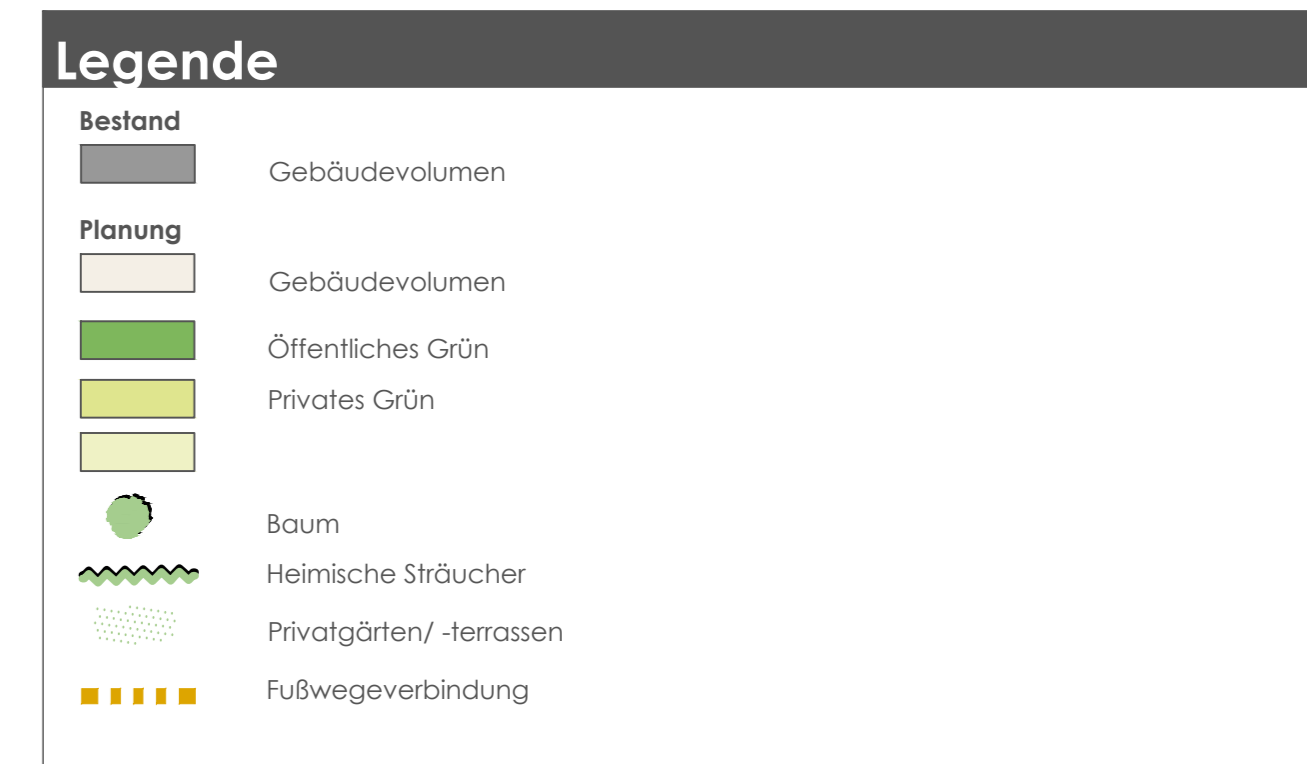 Legende
Bestand
Gebäudevolumen
Planung
Gebäudevolumen
Öffentliches Grün
Privates Grün
Baum
Heimische Sträucher
Privatgärten/ -terrassen
Fußwegeverbindung